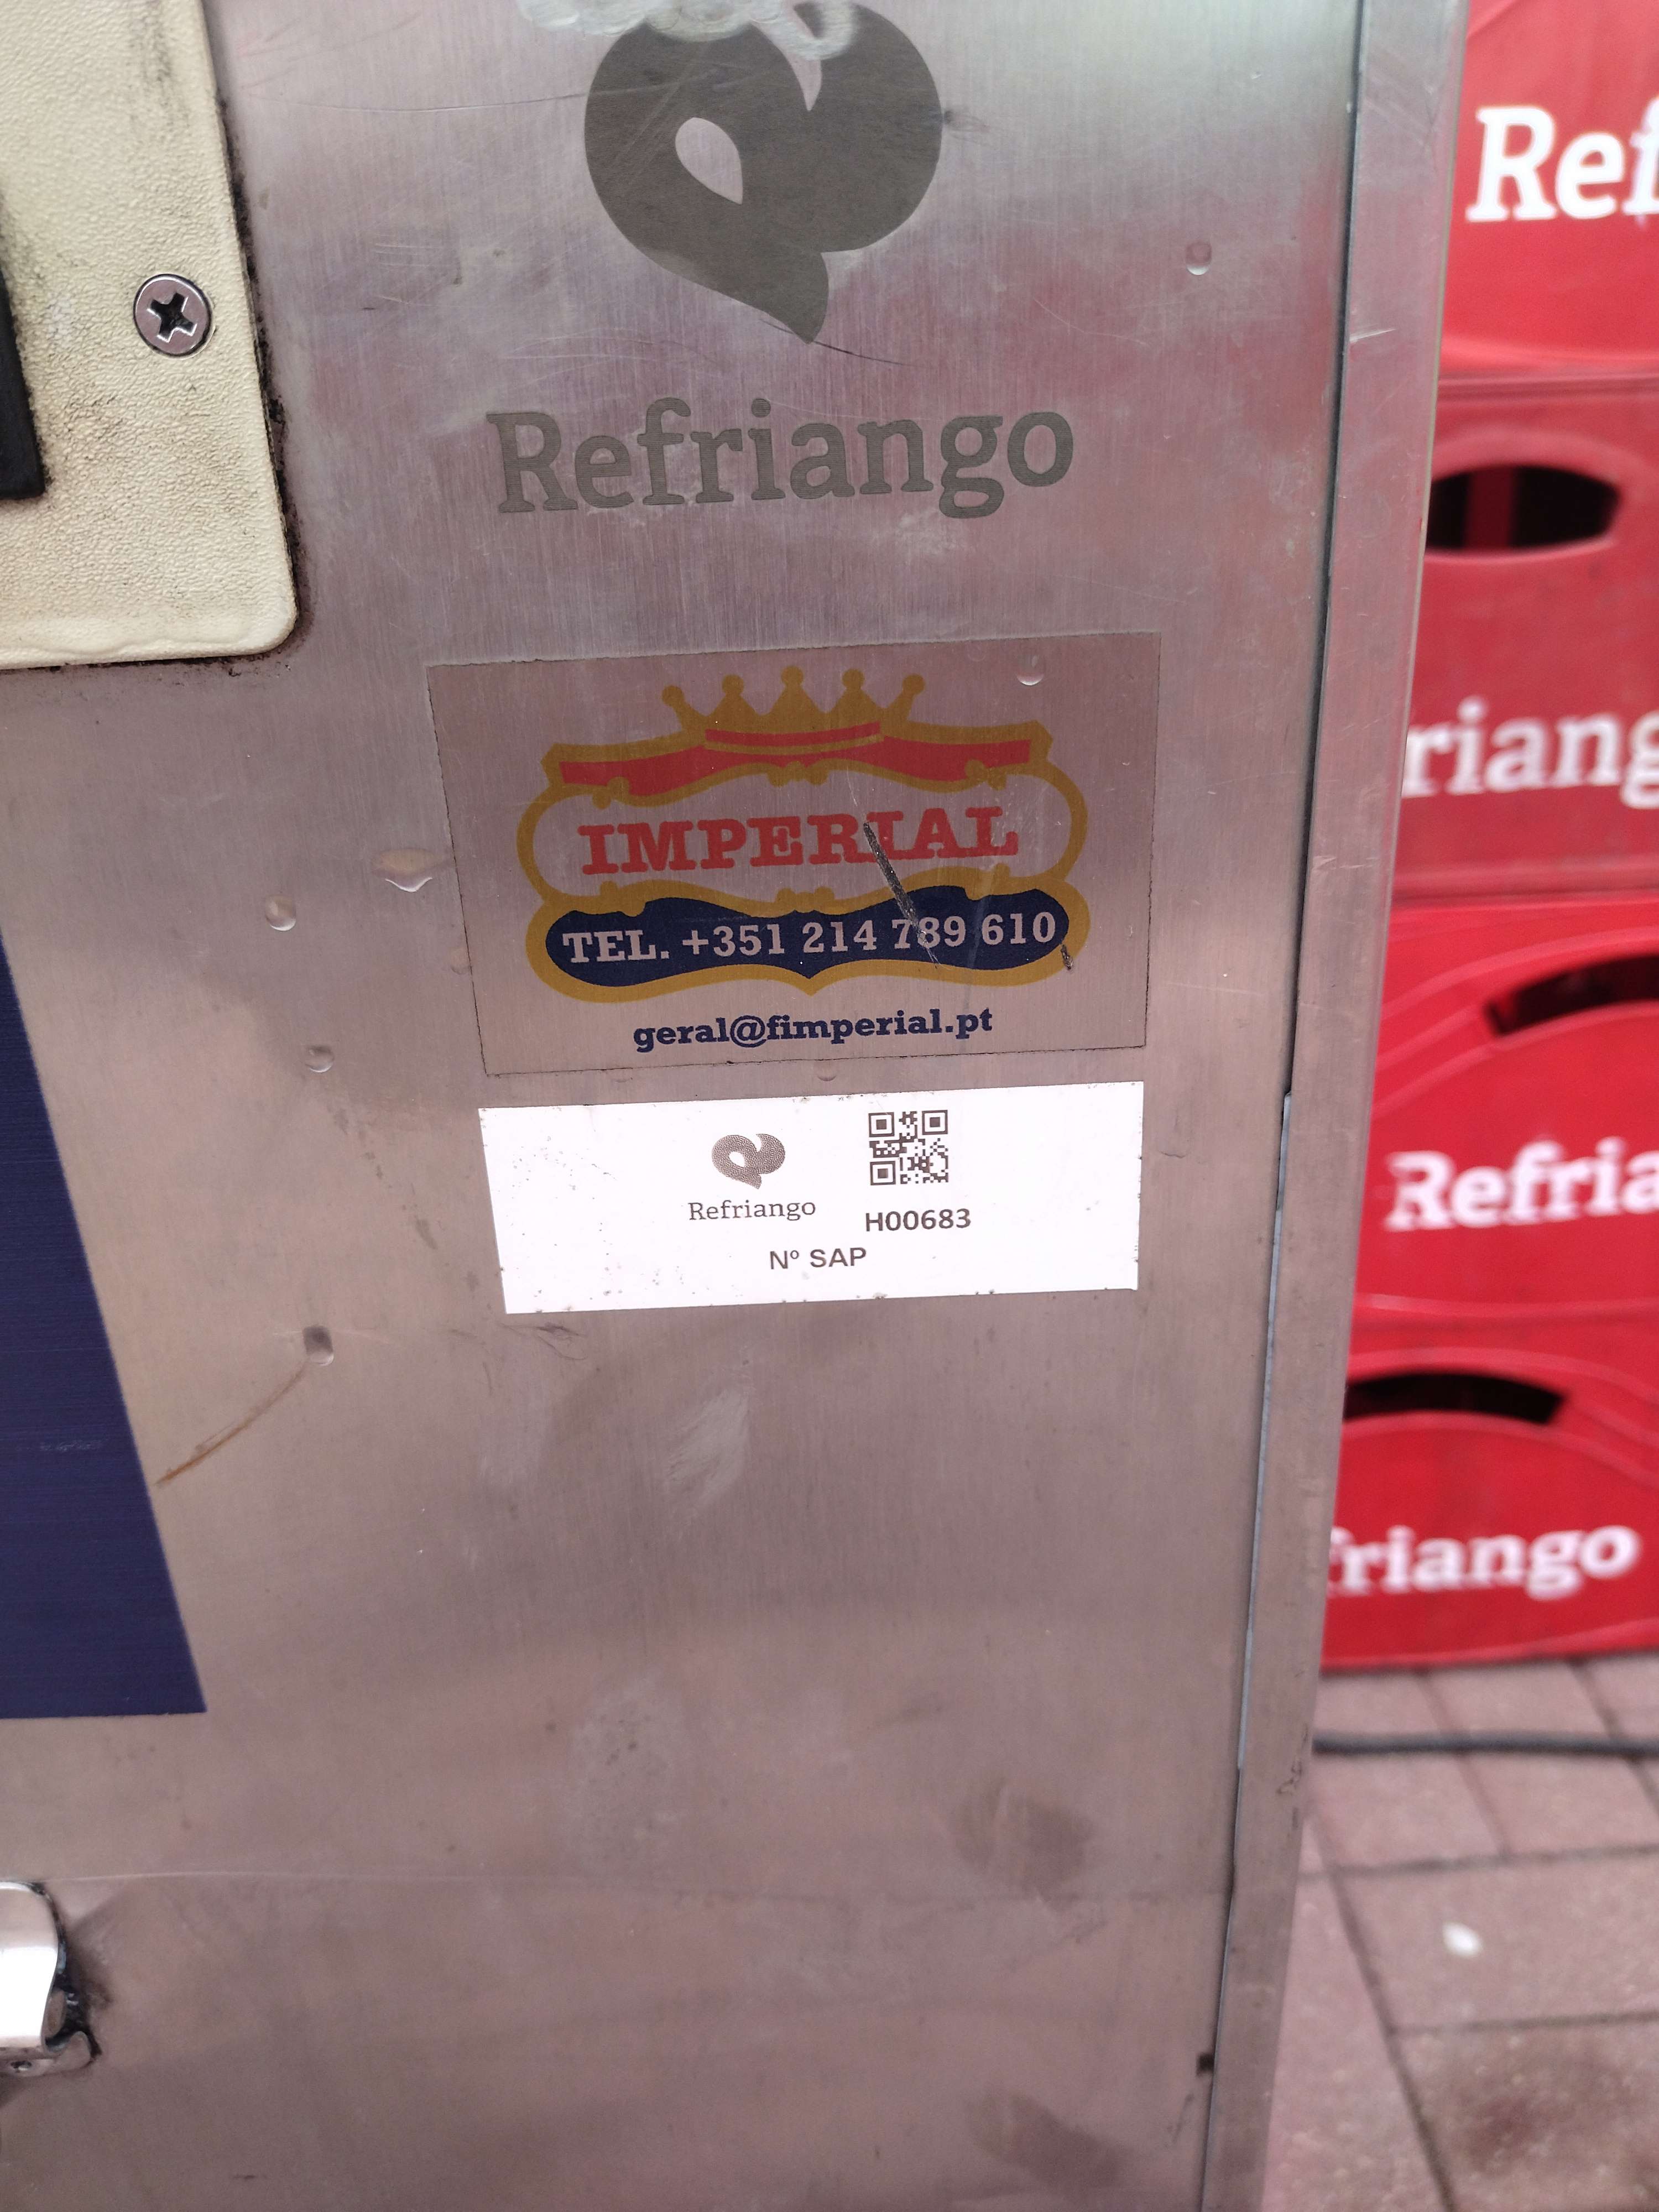 Refriango
IMPERIAL
TEL. +351 214 789 610
geral@fimperial.pt
Refriango
H00683
Nº SAP
Ref
riang
Refria
friango